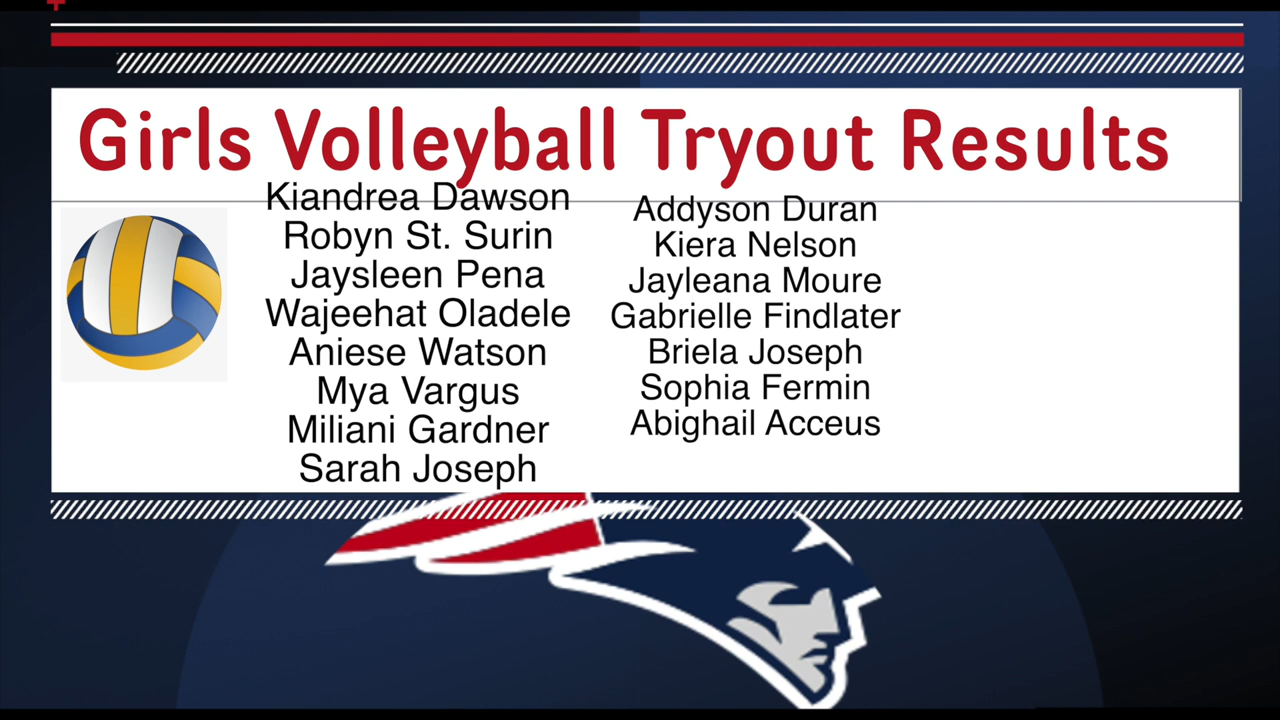 Girls Volleyball Tryout Results
Kiandrea Dawson
Robyn St. Surin
Jaysleen Pena
Wajeehat Oladele
Aniese Watson
Mya Vargus
Miliani Gardner
Sarah Joseph
Addyson Duran
Kiera Nelson
Jayleana Moure
Gabrielle Findlater
Briela Joseph
Sophia Fermin
Abighail Acceus